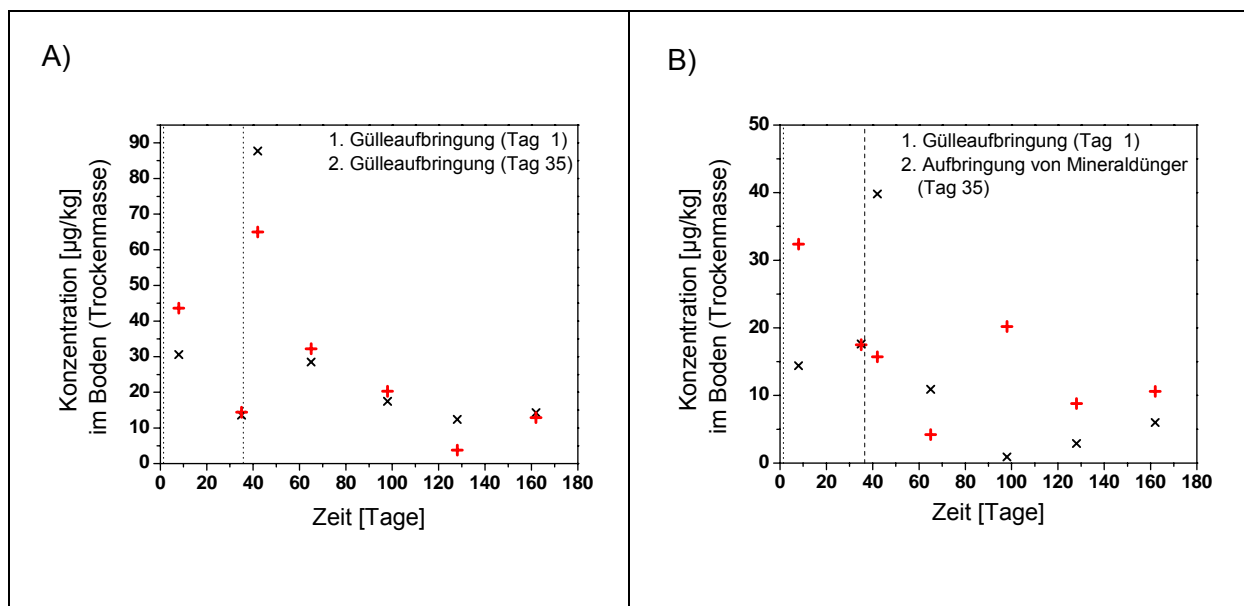 A)
1. Gülleaufbringung (Tag 1)
2. Gülleaufbringung (Tag 35)
Konzentration [µg/kg]
im Boden (Trockenmasse)
90
80
70
60
50
40
30
20
10
0
0 20 40 60 80 100 120 140 160 180
Zeit [Tage]
B)
1. Gülleaufbringung (Tag 1)
2. Aufbringung von Mineraldünger
(Tag 35)
Konzentration [µg/kg]
im Boden (Trockenmasse)
50
40
30
20
10
0
0 20 40 60 80 100 120 140 160 180
Zeit [Tage]